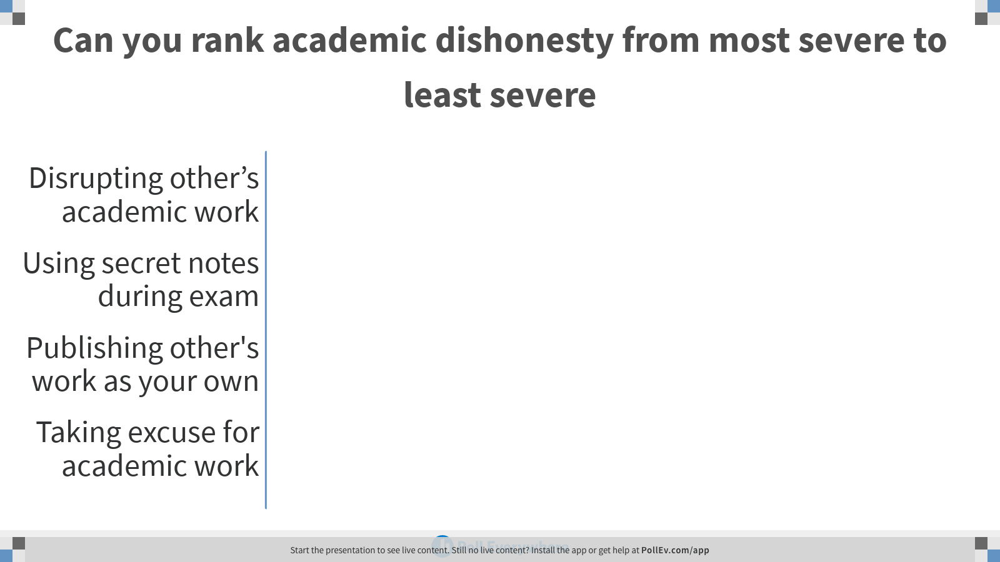 Can you rank academic dishonesty from most severe to
least severe
Disrupting other’s
academic work
Using secret notes
during exam
Publishing other's
work as your own
Taking excuse for
academic work
Poll Everywhere
Start the presentation to see live content. Still no live content? Install the app or get help at PollEv.com/app